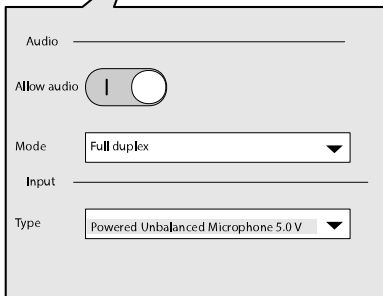 Audio
Allow audio
Mode Full duplex
Input
Type Powered Unbalanced Microphone 5.0 V